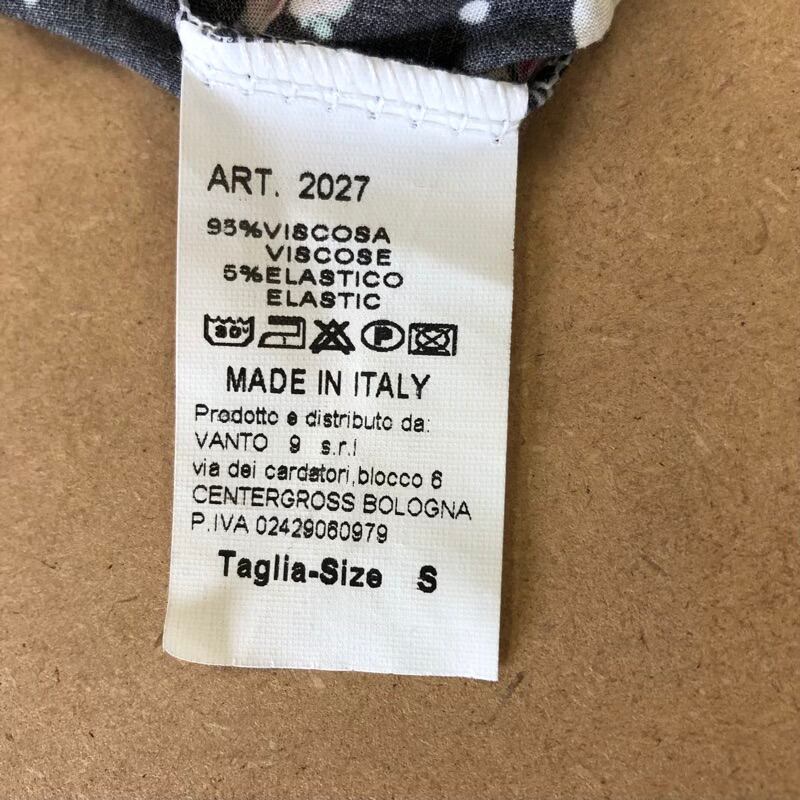 ART. 2027
95%VISCOSA
VISCOSE
5%ELASTICO
ELASTIC
30 P
MADE IN ITALY
Prodotto e distributo da:
VANTO 9 s.r.l
via dei cardatori,blocco 6
CENTERGROSS BOLOGNA
P.IVA 02429060979
Taglia-Size S